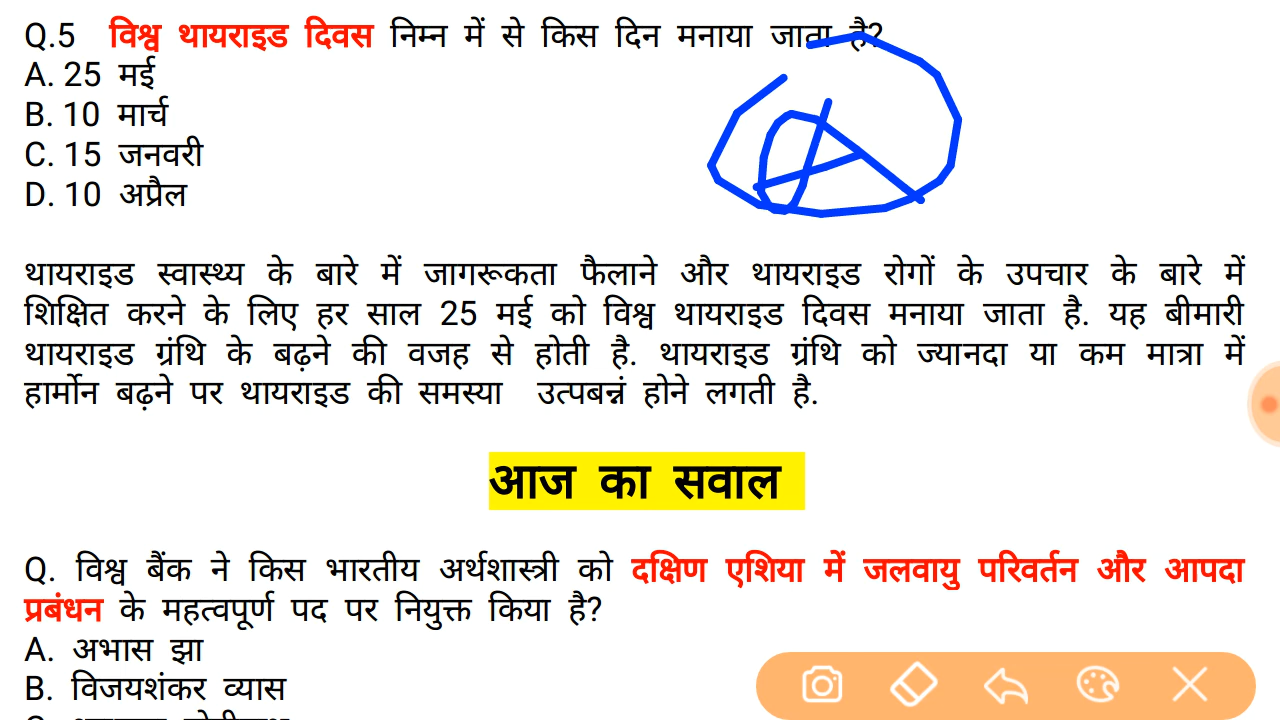 Q.5 विश्व थायराइड दिवस निम्न में से किस दिन मनाया जाता है?
A. 25 मई
B. 10 मार्च
C. 15 जनवरी
D. 10 अप्रैल
थायराइड स्वास्थ्य के बारे में जागरूकता फैलाने और थायराइड रोगों के उपचार के बारे में
शिक्षित करने के लिए हर साल 25 मई को विश्व थायराइड दिवस मनाया जाता है. यह बीमारी
थायराइड ग्रंथि के बढ़ने की वजह से होती है. थायराइड ग्रंथि को ज्यानदा या कम मात्रा में
हार्मोन बढ़ने पर थायराइड की समस्या उत्पबन्नं होने लगती है.
आज का सवाल
Q. विश्व बैंक ने किस भारतीय अर्थशास्त्री को दक्षिण एशिया में जलवायु परिवर्तन और आपदा
प्रबंधन के महत्वपूर्ण पद पर नियुक्त किया है?
A. अभास झा
B. विजयशंकर व्यास